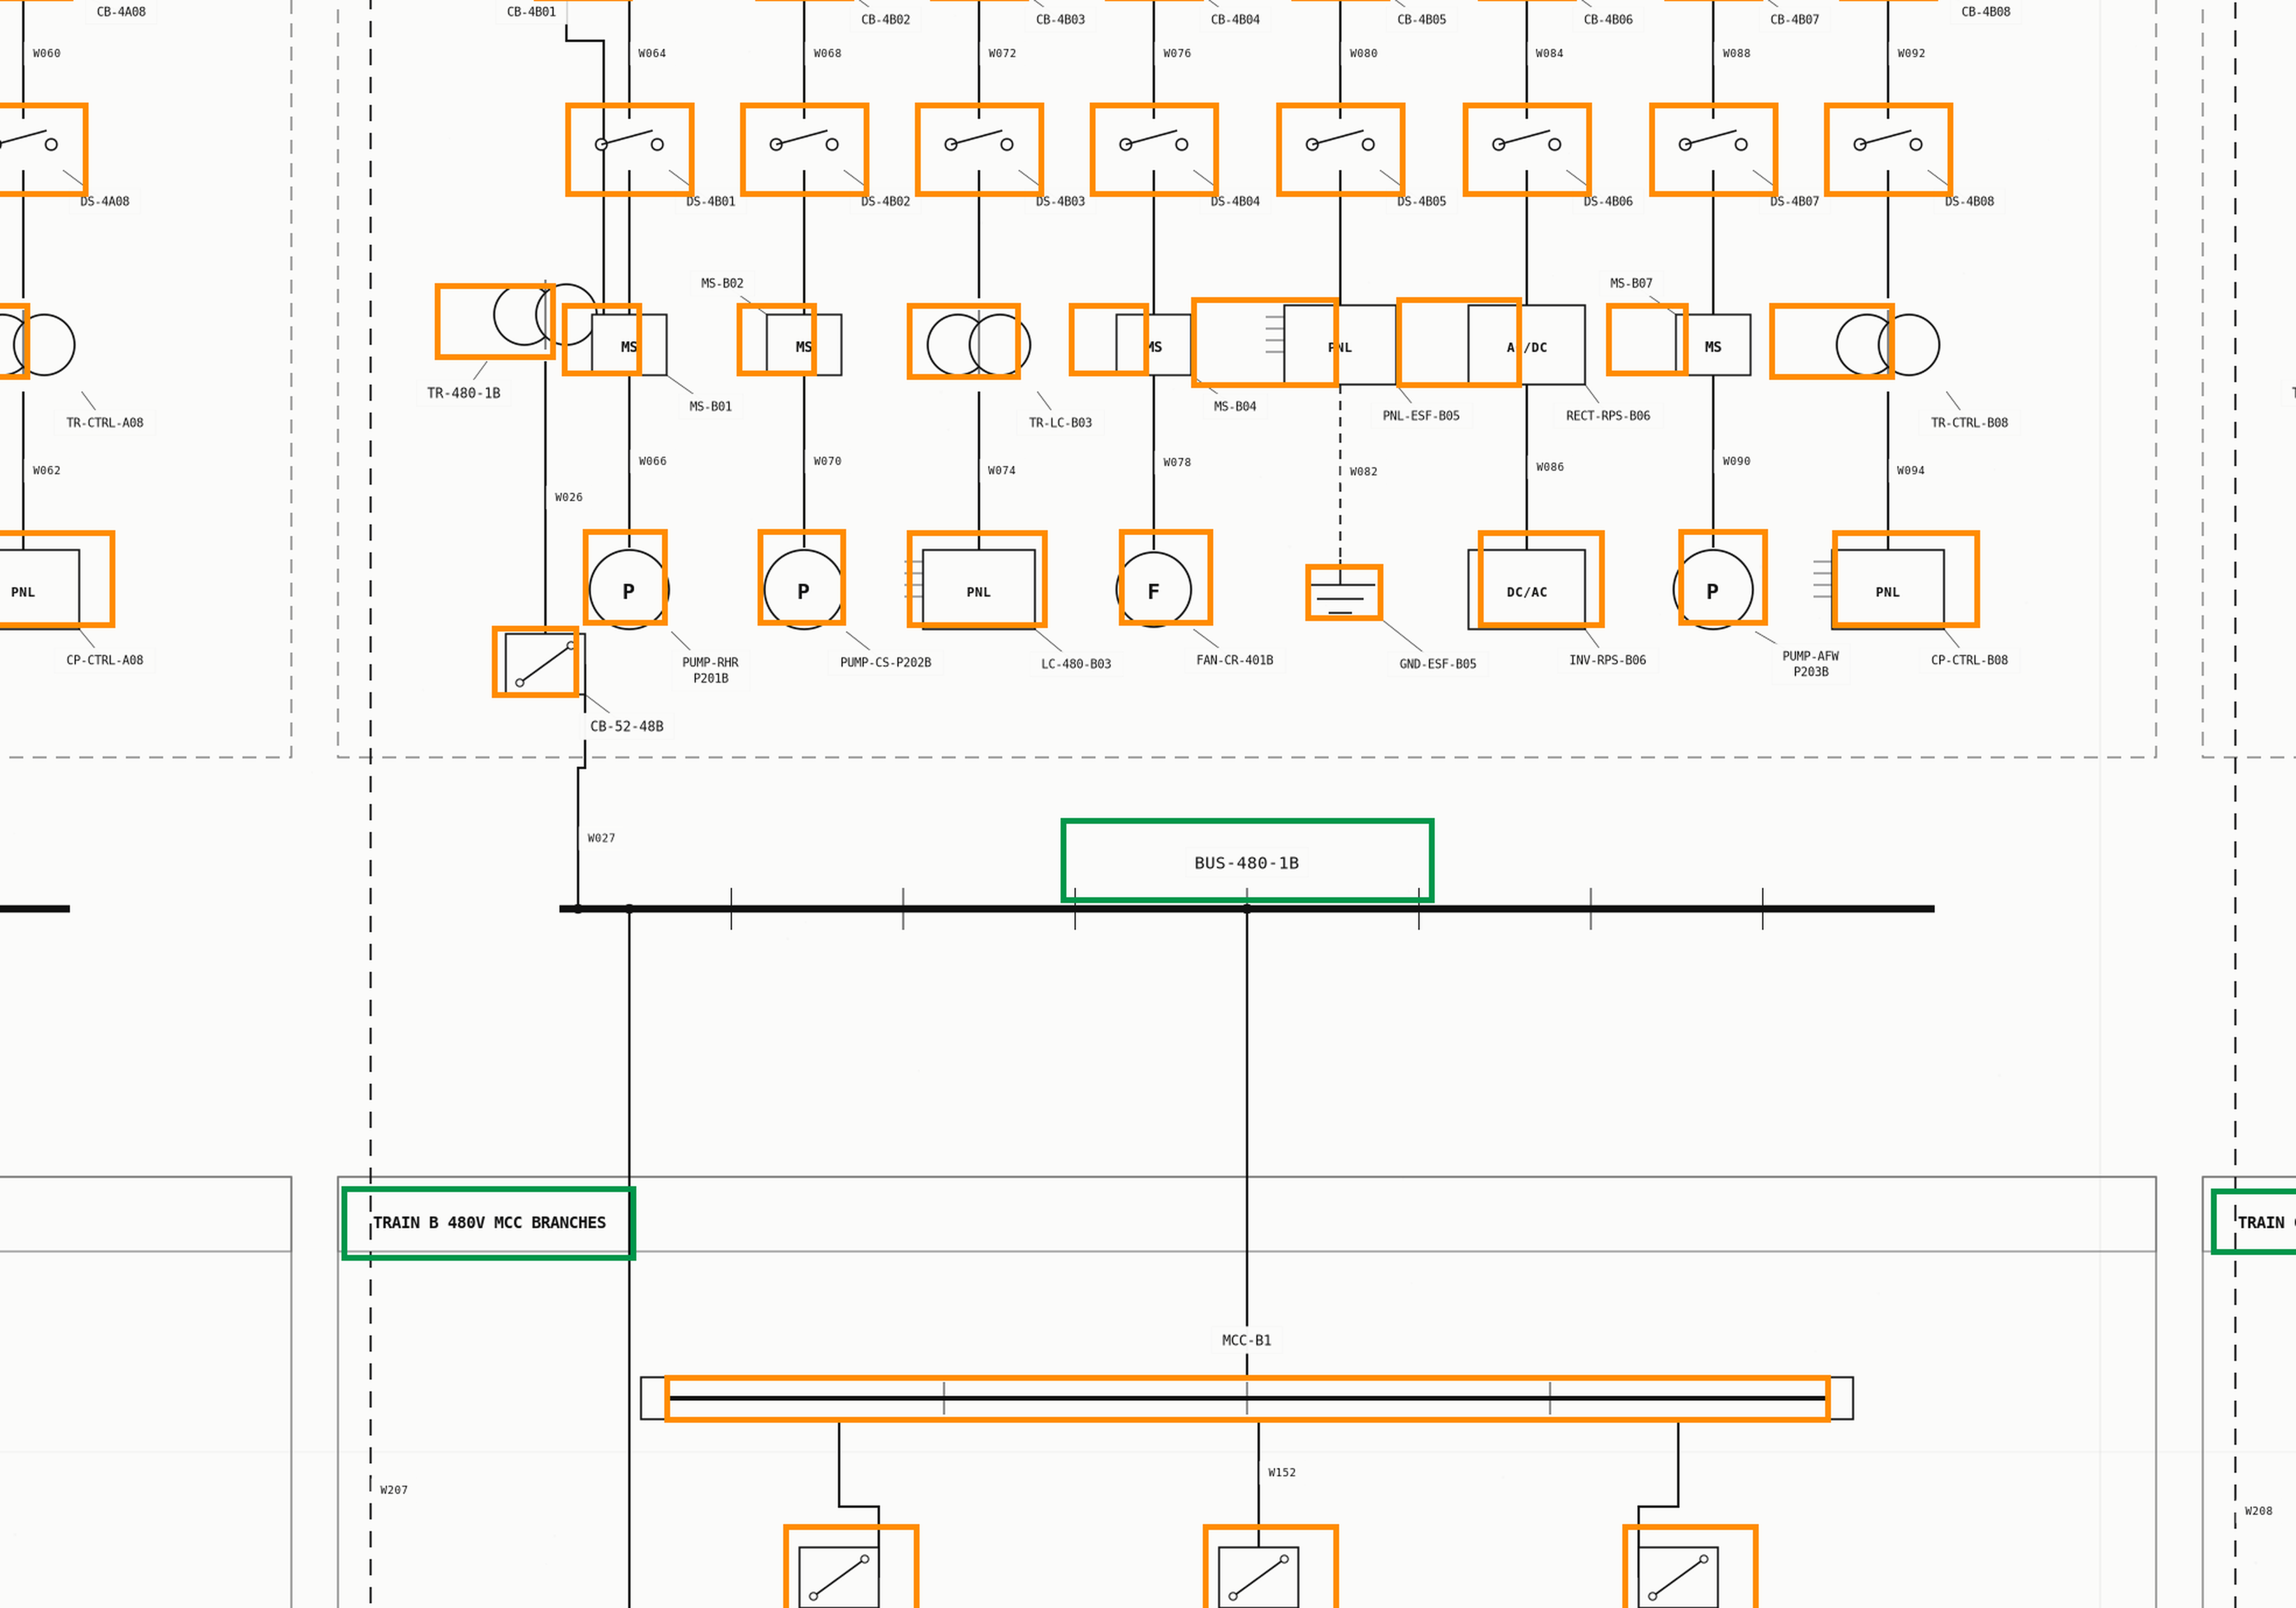 CB-4A08
CB-4B01
CB-4B02
CB-4B03
CB-4B04
CB-4B05
CB-4B06
CB-4B07
CB-4B08
W060
W064
W068
W072
W076
W080
W084
W088
W092
DS-4A08
DS-4B01
DS-4B02
DS-4B03
DS-4B04
DS-4B05
DS-4B06
DS-4B07
DS-4B08
MS-B02
MS-B07
MS
MS
MS
PNL
AC/DC
MS
TR-480-1B
MS-B01
MS-B04
PNL-ESF-B05
RECT-RPS-B06
TR-CTRL-A08
TR-LC-B03
TR-CTRL-B08
W062
W066
W070
W074
W078
W082
W086
W090
W094
W026
PNL
P
P
PNL
F
DC/AC
P
PNL
CP-CTRL-A08
PUMP-RHR
P201B
PUMP-CS-P202B
LC-480-B03
FAN-CR-401B
GND-ESF-B05
INV-RPS-B06
PUMP-AFW
P203B
CP-CTRL-B08
CB-52-48B
W027
BUS-480-1B
TRAIN B 480V MCC BRANCHES
TRAIN
MCC-B1
W152
W207
W208